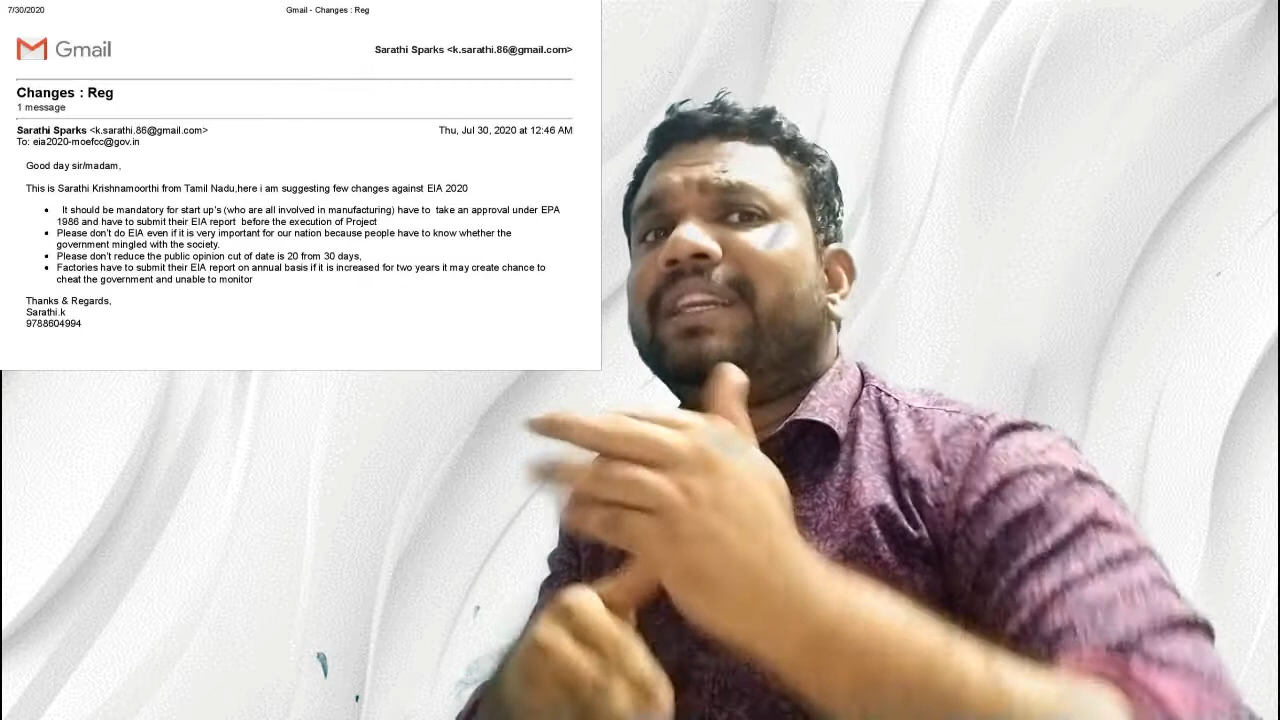 7/30/2020 Gmail - Changes : Reg
Gmail Sarathi Sparks <k.sarathi.86@gmail.com>
Changes : Reg
1 message
Sarathi Sparks <k.sarathi.86@gmail.com> Thu, Jul 30, 2020 at 12:46 AM
To: eia2020-moefcc@gov.in
Good day sir/madam,
This is Sarathi Krishnamoorthi from Tamil Nadu,here i am suggesting few changes against EIA 2020
• It should be mandatory for start up's (who are all involved in manufacturing) have to take an approval under EPA
1986 and have to submit their EIA report before the execution of Project
• Please don't do EIA even if it is very important for our nation because people have to know whether the
government mingled with the society.
• Please don't reduce the public opinion cut of date is 20 from 30 days,
• Factories have to submit their EIA report on annual basis if it is increased for two years it may create chance to
cheat the government and unable to monitor
Thanks & Regards,
Sarathi.k
9788604994